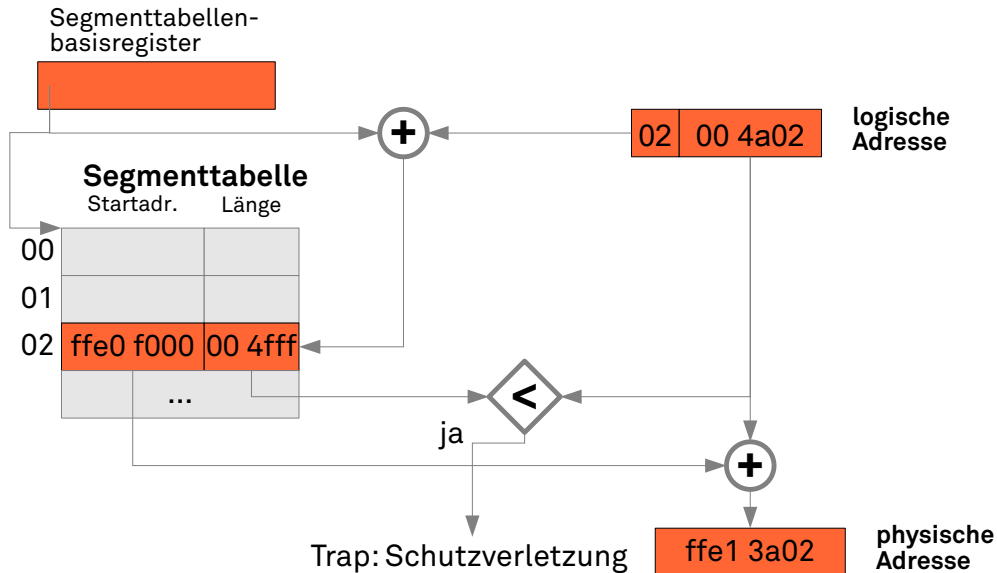 Segmenttabellen-
basisregister
+
02 00 4a02
logische
Adresse
Segmenttabelle
Startadr. Länge
00
01
02 ffe0 f000 00 4fff
...
<
ja
+
Trap: Schutzverletzung
ffe1 3a02
physische
Adresse